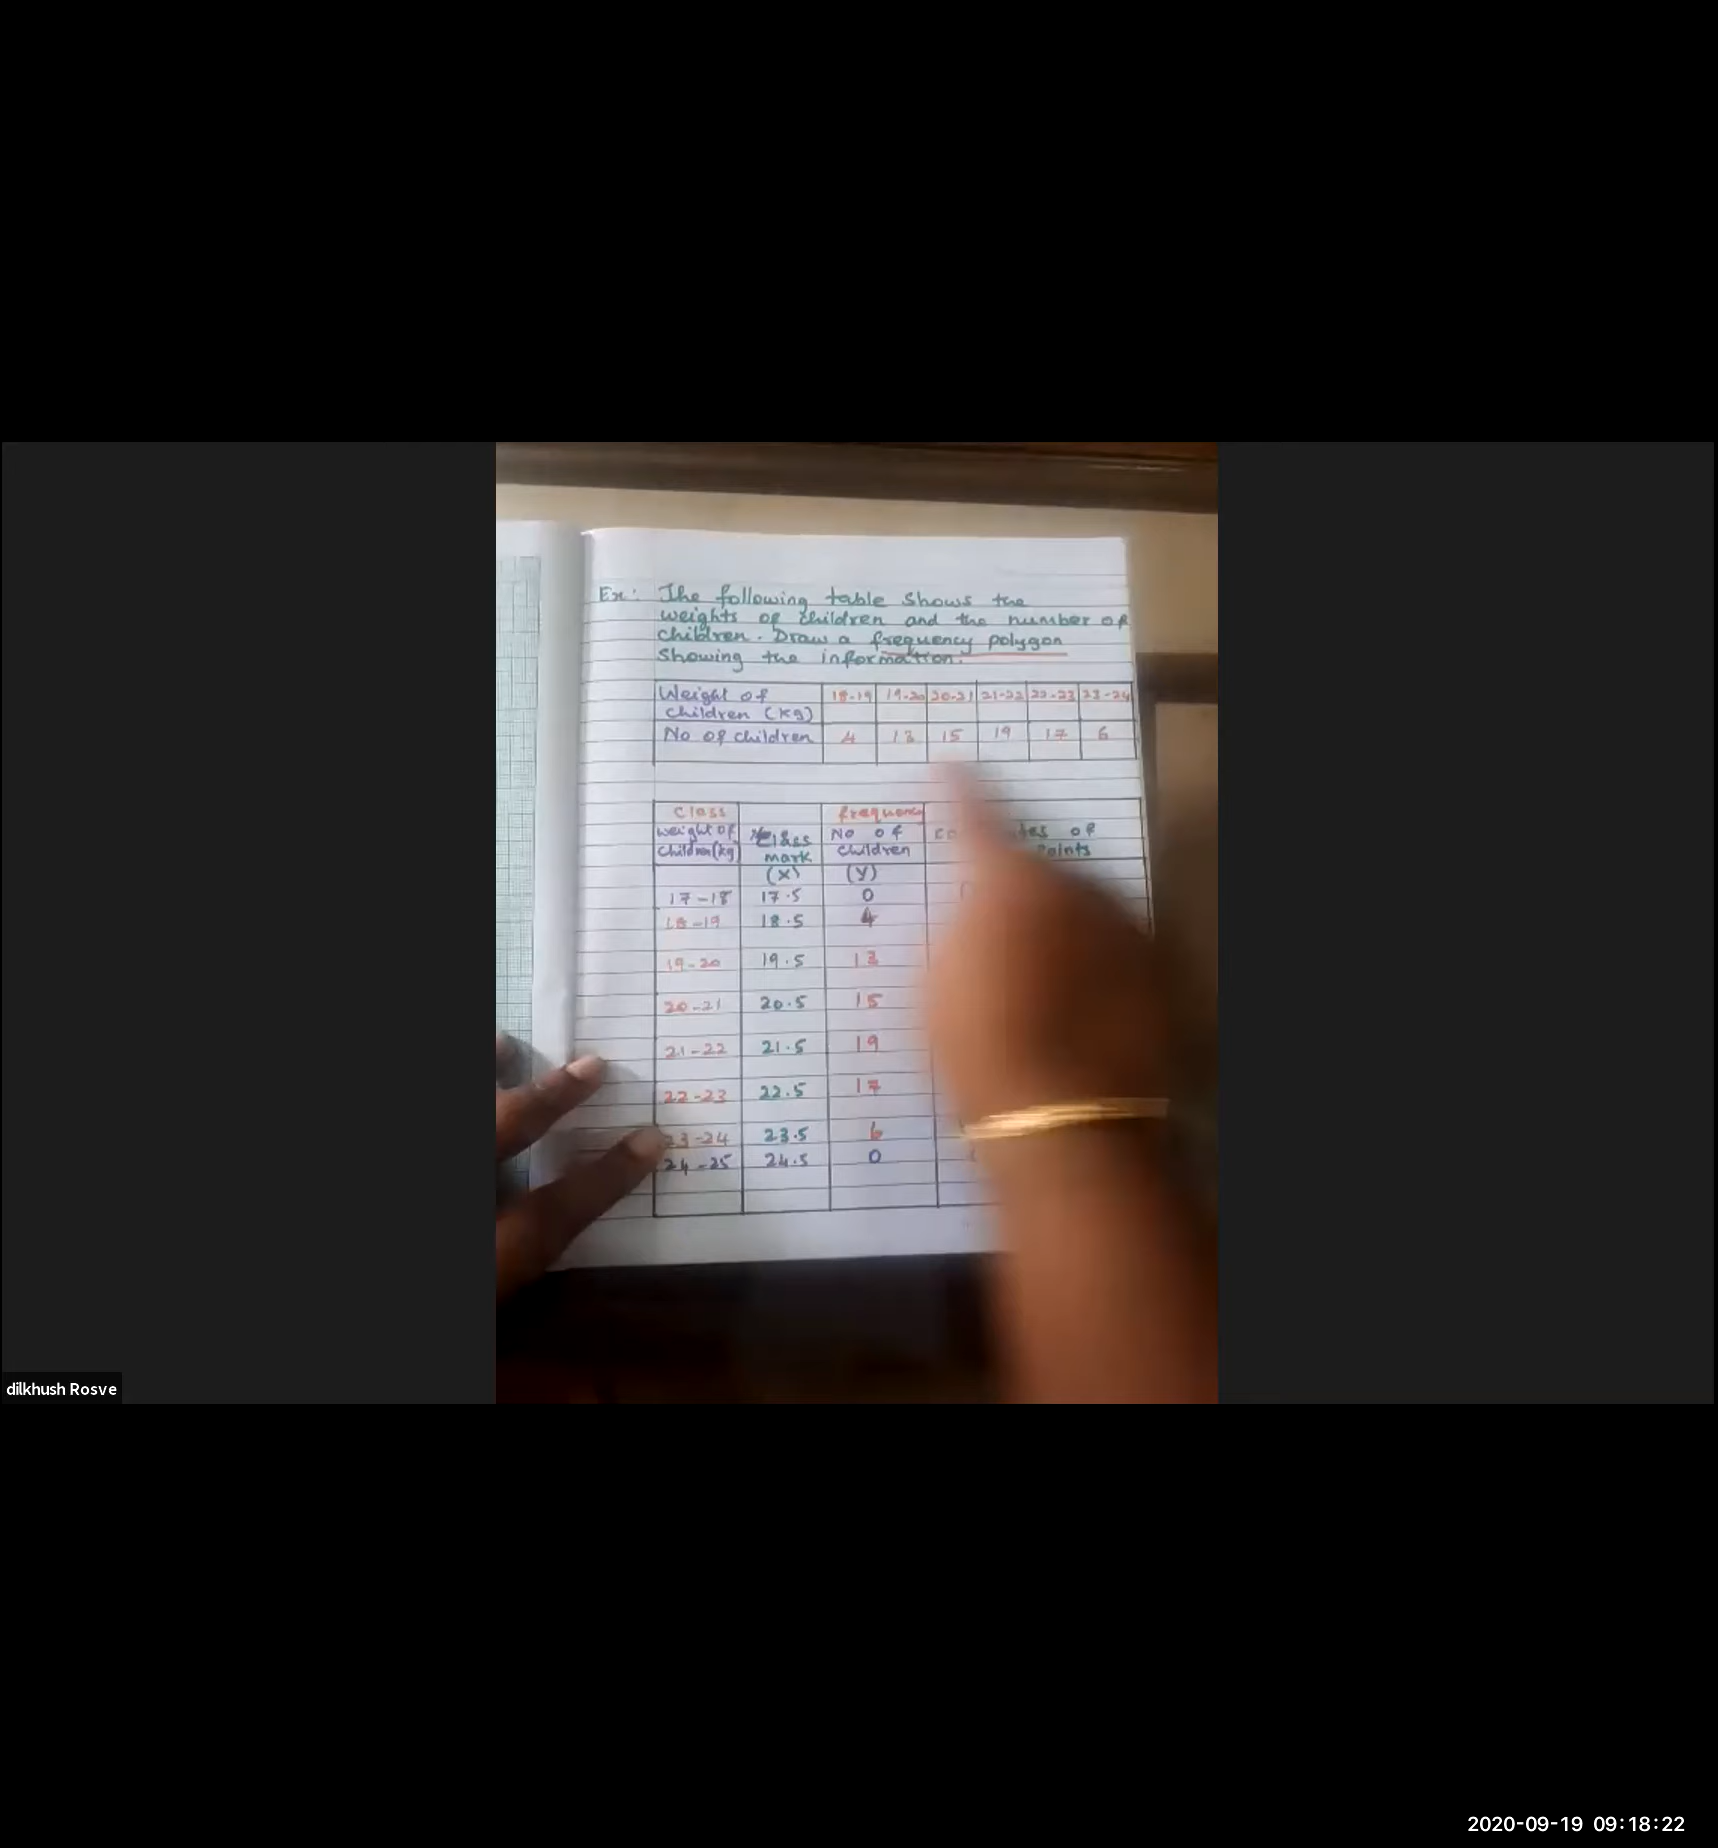 Ex: The following table shows the
weights of children and the number of
children. Draw a frequency polygon
showing the information.
Weight of children (kg) 18-19 19-20 20-21 21-22 22-23 23-24
No of children 4 13 15 19 17 6
Class frequency
weight of children(kg) Class mark No of children of Points
(x) (y)
17-18 17.5 0
18-19 18.5 4
19-20 19.5 13
20-21 20.5 15
21-22 21.5 19
22-23 22.5 17
23-24 23.5 6
24-25 24.5 0
dilkhush Rosve
2020-09-19 09:18:22